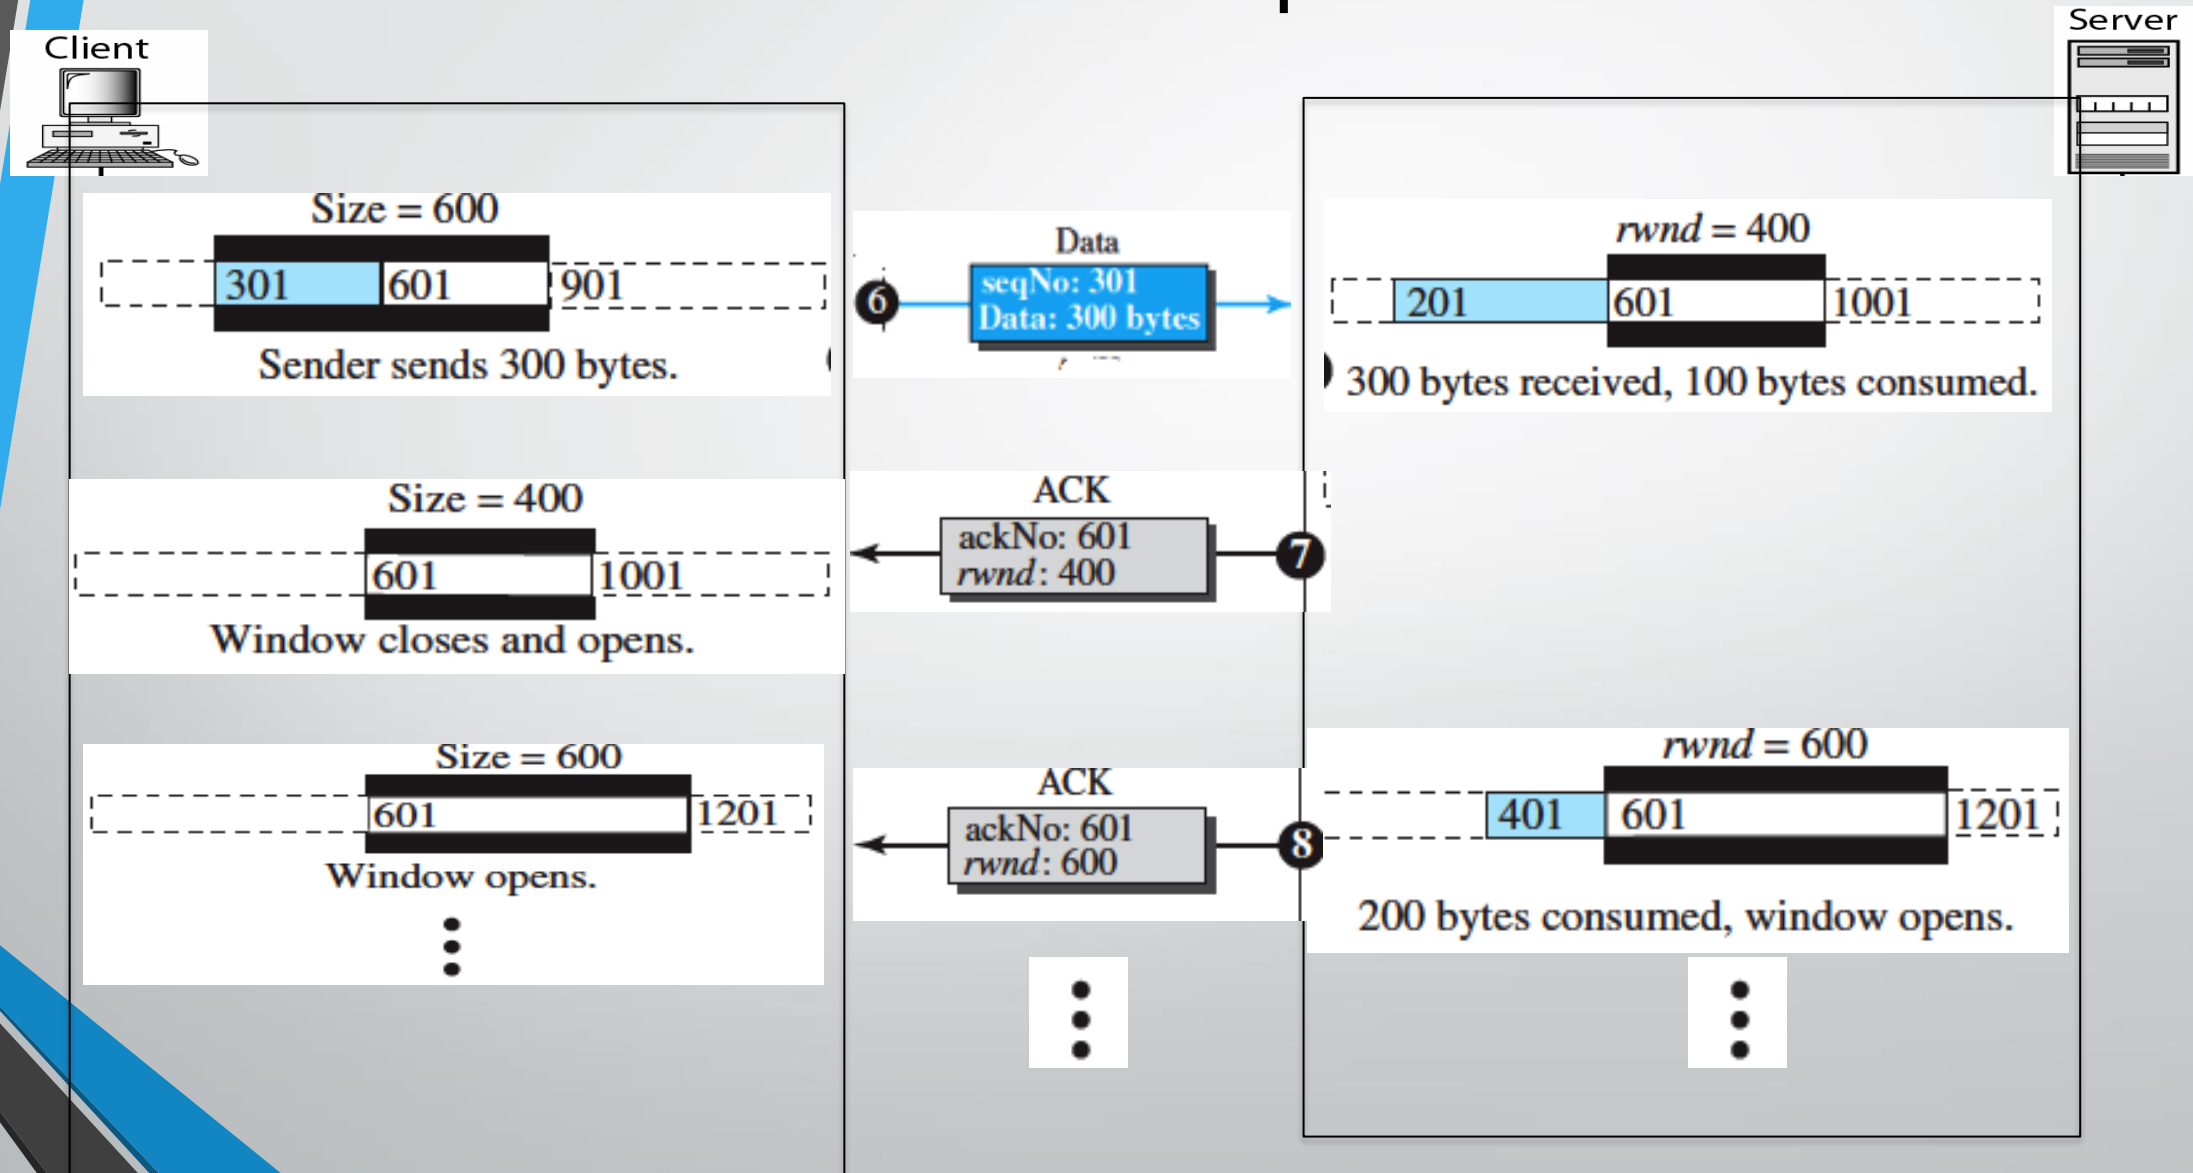 Client
Server
Size = 600
301
601
901
Sender sends 300 bytes.
Data
6
seqNo: 301
Data: 300 bytes
rwnd = 400
201
601
1001
300 bytes received, 100 bytes consumed.
Size = 400
601
1001
Window closes and opens.
ACK
ackNo: 601
rwnd: 400
7
Size = 600
601
1201
Window opens.
ACK
ackNo: 601
rwnd: 600
8
rwnd = 600
401
601
1201
200 bytes consumed, window opens.